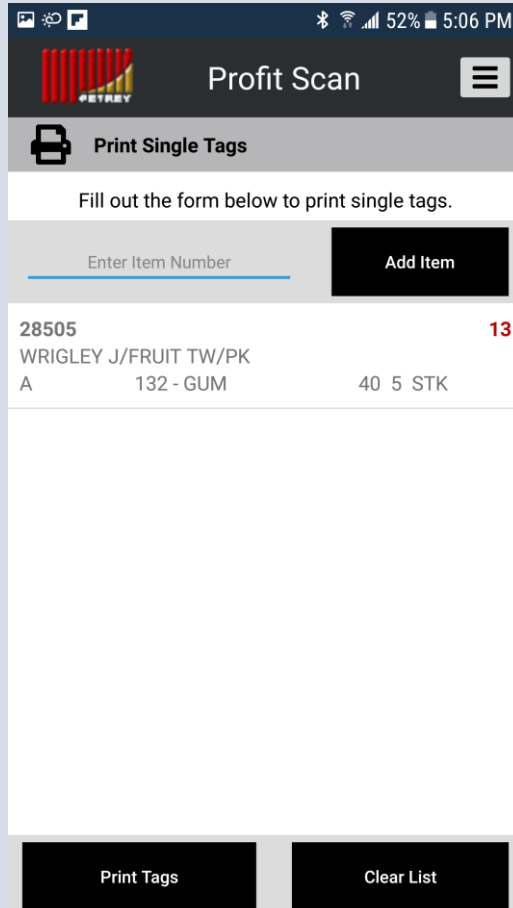 52% 5:06 PM
PETREY
Profit Scan
Print Single Tags
Fill out the form below to print single tags.
Enter Item Number
Add Item
28505 13
WRIGLEY J/FRUIT TW/PK
A 132 - GUM 40 5 STK
Print Tags
Clear List